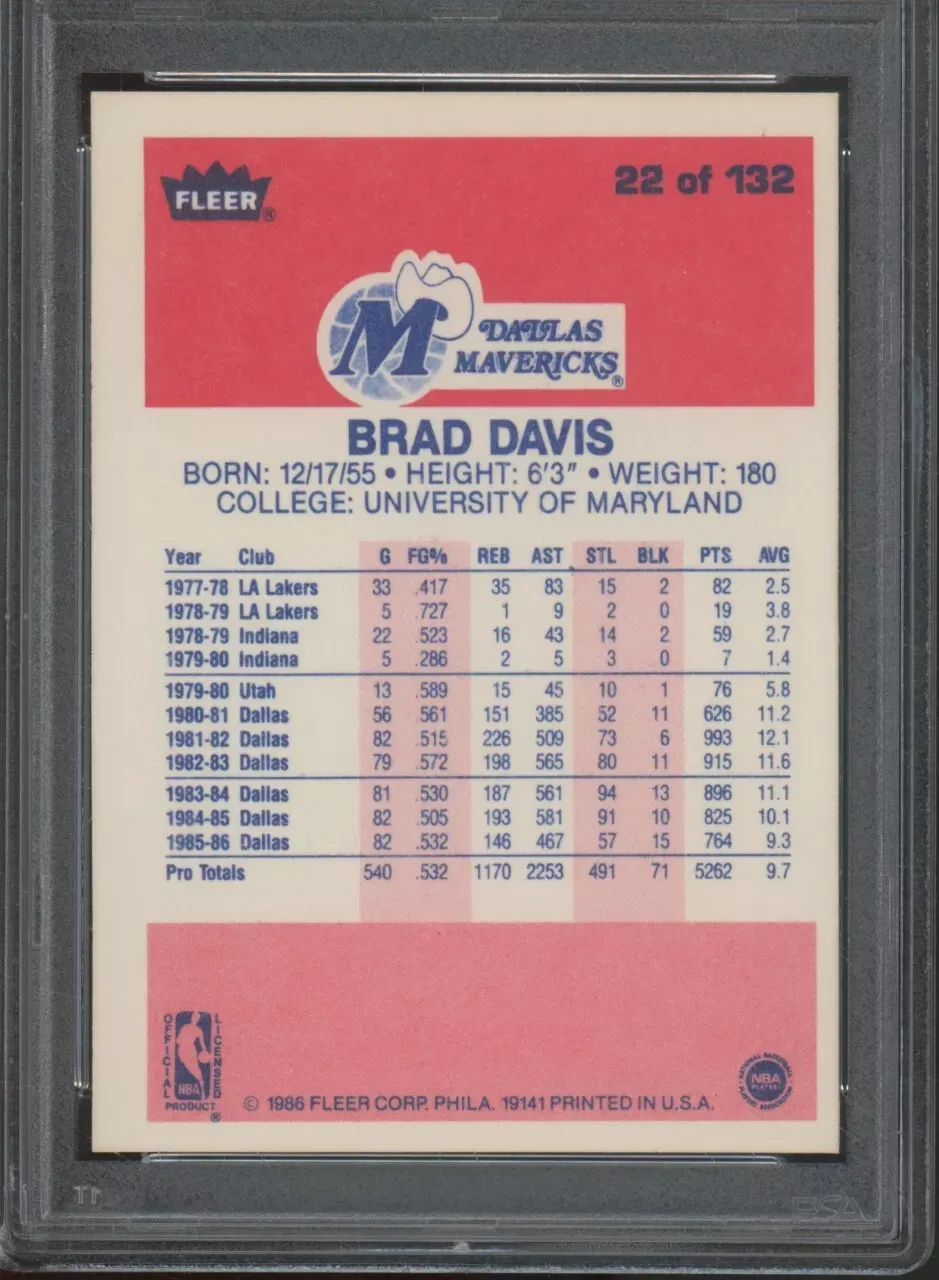 FLEER®
22 of 132
M DALLAS
MAVERICKS®
BRAD DAVIS
BORN: 12/17/55 • HEIGHT: 6'3" • WEIGHT: 180
COLLEGE: UNIVERSITY OF MARYLAND
Year Club G FG% REB AST STL BLK PTS AVG
1977-78 LA Lakers 33 .417 35 83 15 2 82 2.5
1978-79 LA Lakers 5 .727 1 9 2 0 19 3.8
1978-79 Indiana 22 .523 16 43 14 2 59 2.7
1979-80 Indiana 5 .286 2 5 3 0 7 1.4
1979-80 Utah 13 .589 15 45 10 1 76 5.8
1980-81 Dallas 56 .561 151 385 52 11 626 11.2
1981-82 Dallas 82 .515 226 509 73 6 993 12.1
1982-83 Dallas 79 .572 198 565 80 11 915 11.6
1983-84 Dallas 81 .530 187 561 94 13 896 11.1
1984-85 Dallas 82 .505 193 581 91 10 825 10.1
1985-86 Dallas 82 .532 146 467 57 15 764 9.3
Pro Totals 540 .532 1170 2253 491 71 5262 9.7
OFFICIAL
LICENSED
NBA
PRODUCT®
© 1986 FLEER CORP. PHILA. 19141 PRINTED IN U.S.A.
NATIONAL BASKETBALL
NBA
PLAYERS
ASSOCIATION
PSA